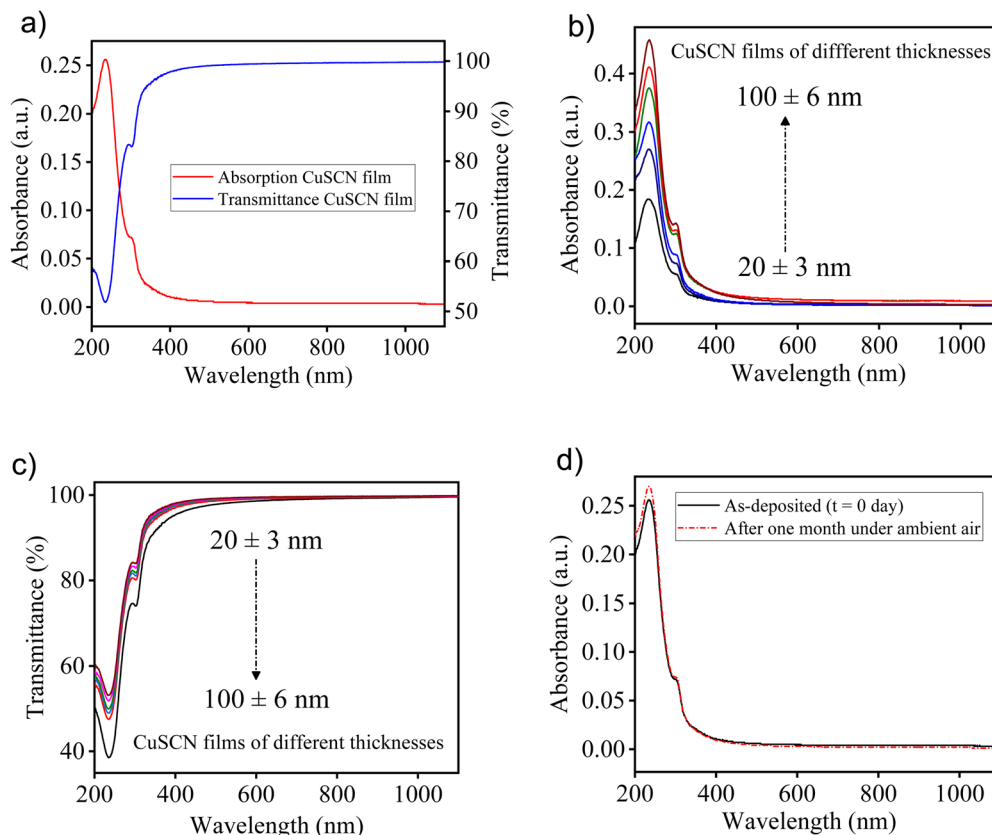 a)
0.25
0.20
0.15
0.10
0.05
0.00
Absorbance (a.u.)
Absorption CuSCN film
Transmittance CuSCN film
100
90
80
70
60
50
Transmittance (%)
200 400 600 800 1000
Wavelength (nm)
b)
0.4
0.3
0.2
0.1
0.0
Absorbance (a.u.)
CuSCN films of diffferent thicknesses
100 ± 6 nm
20 ± 3 nm
200 400 600 800 1000
Wavelength (nm)
c)
100
80
60
40
Transmittance (%)
20 ± 3 nm
100 ± 6 nm
CuSCN films of different thicknesses
200 400 600 800 1000
Wavelength (nm)
d)
0.25
0.20
0.15
0.10
0.05
0.00
Absorbance (a.u.)
As-deposited (t = 0 day)
After one month under ambient air
200 400 600 800 1000
Wavelength (nm)